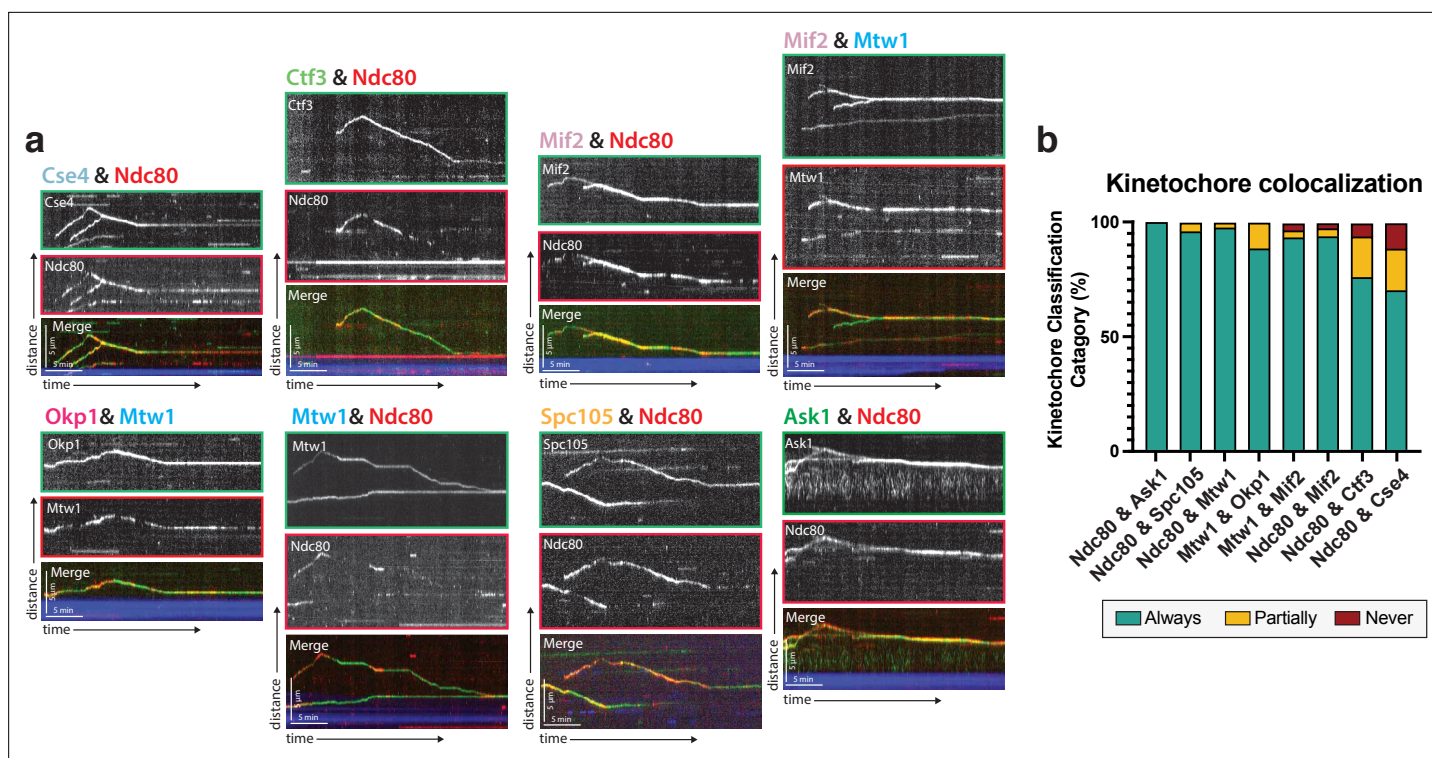 a
Cse4 & Ndc80
Cse4
Ndc80
Merge
5 μm
5 min
distance
time
Ctf3 & Ndc80
Ctf3
Ndc80
Merge
5 μm
5 min
distance
time
Mif2 & Ndc80
Mif2
Ndc80
Merge
5 μm
5 min
distance
time
Mif2 & Mtw1
Mif2
Mtw1
Merge
5 μm
5 min
distance
time
Okp1& Mtw1
Okp1
Mtw1
Merge
5 μm
5 min
distance
time
Mtw1& Ndc80
Mtw1
Ndc80
Merge
5 μm
5 min
distance
time
Spc105 & Ndc80
Spc105
Ndc80
Merge
5 μm
5 min
distance
time
Ask1 & Ndc80
Ask1
Ndc80
Merge
5 μm
5 min
distance
time
b
Kinetochore colocalization
Kinetochore Classification
Catagory (%)
100
50
0
Ndc80 & Ask1
Ndc80 & Spc105
Ndc80 & Mtw1
Mtw1 & Okp1
Mtw1 & Mif2
Ndc80 & Mif2
Ndc80 & Ctf3
Ndc80 & Cse4
Always
Partially
Never